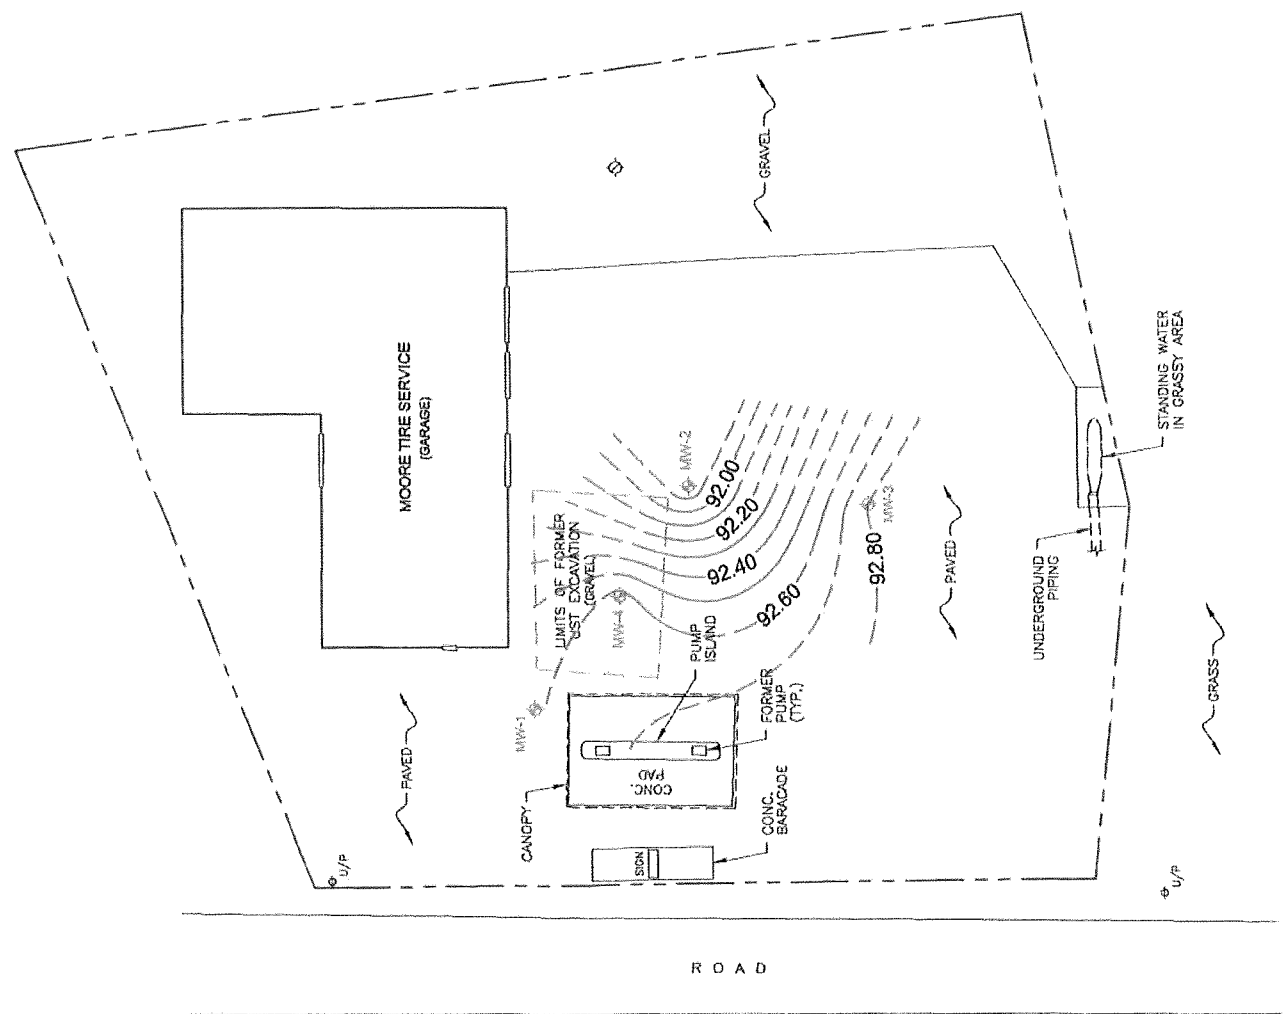 GRAVEL
MOORE TIRE SERVICE
(GARAGE)
STANDING WATER
IN GRASSY AREA
MW-2
92.00
92.20
92.40
92.60
92.80
MW-3
LIMITS OF FORMER
UST EXCAVATION
(GRAVEL)
MW-4
PUMP
ISLAND
PAVED
UNDERGROUND
PIPING
GRASS
MW-1
FORMER
PUMP
(TYP.)
PAVED
CONC.
PAD
CANOPY
CONC.
BARACADE
SIGN
U/P
U/P
ROAD